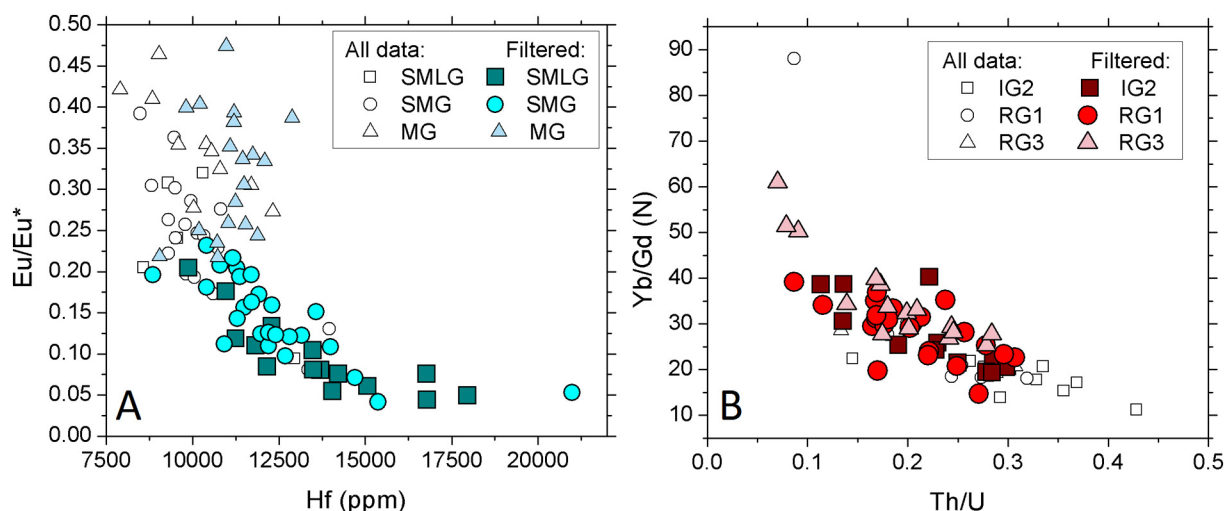 0.50
0.45
0.40
0.35
0.30
0.25
0.20
0.15
0.10
0.05
0.00
Eu/Eu*
All data: Filtered:
SMLG SMLG
SMG SMG
MG MG
A
7500 10000 12500 15000 17500 20000
Hf (ppm)
90
80
70
60
50
40
30
20
10
Yb/Gd (N)
All data: Filtered:
IG2 IG2
RG1 RG1
RG3 RG3
B
0.0 0.1 0.2 0.3 0.4 0.5
Th/U